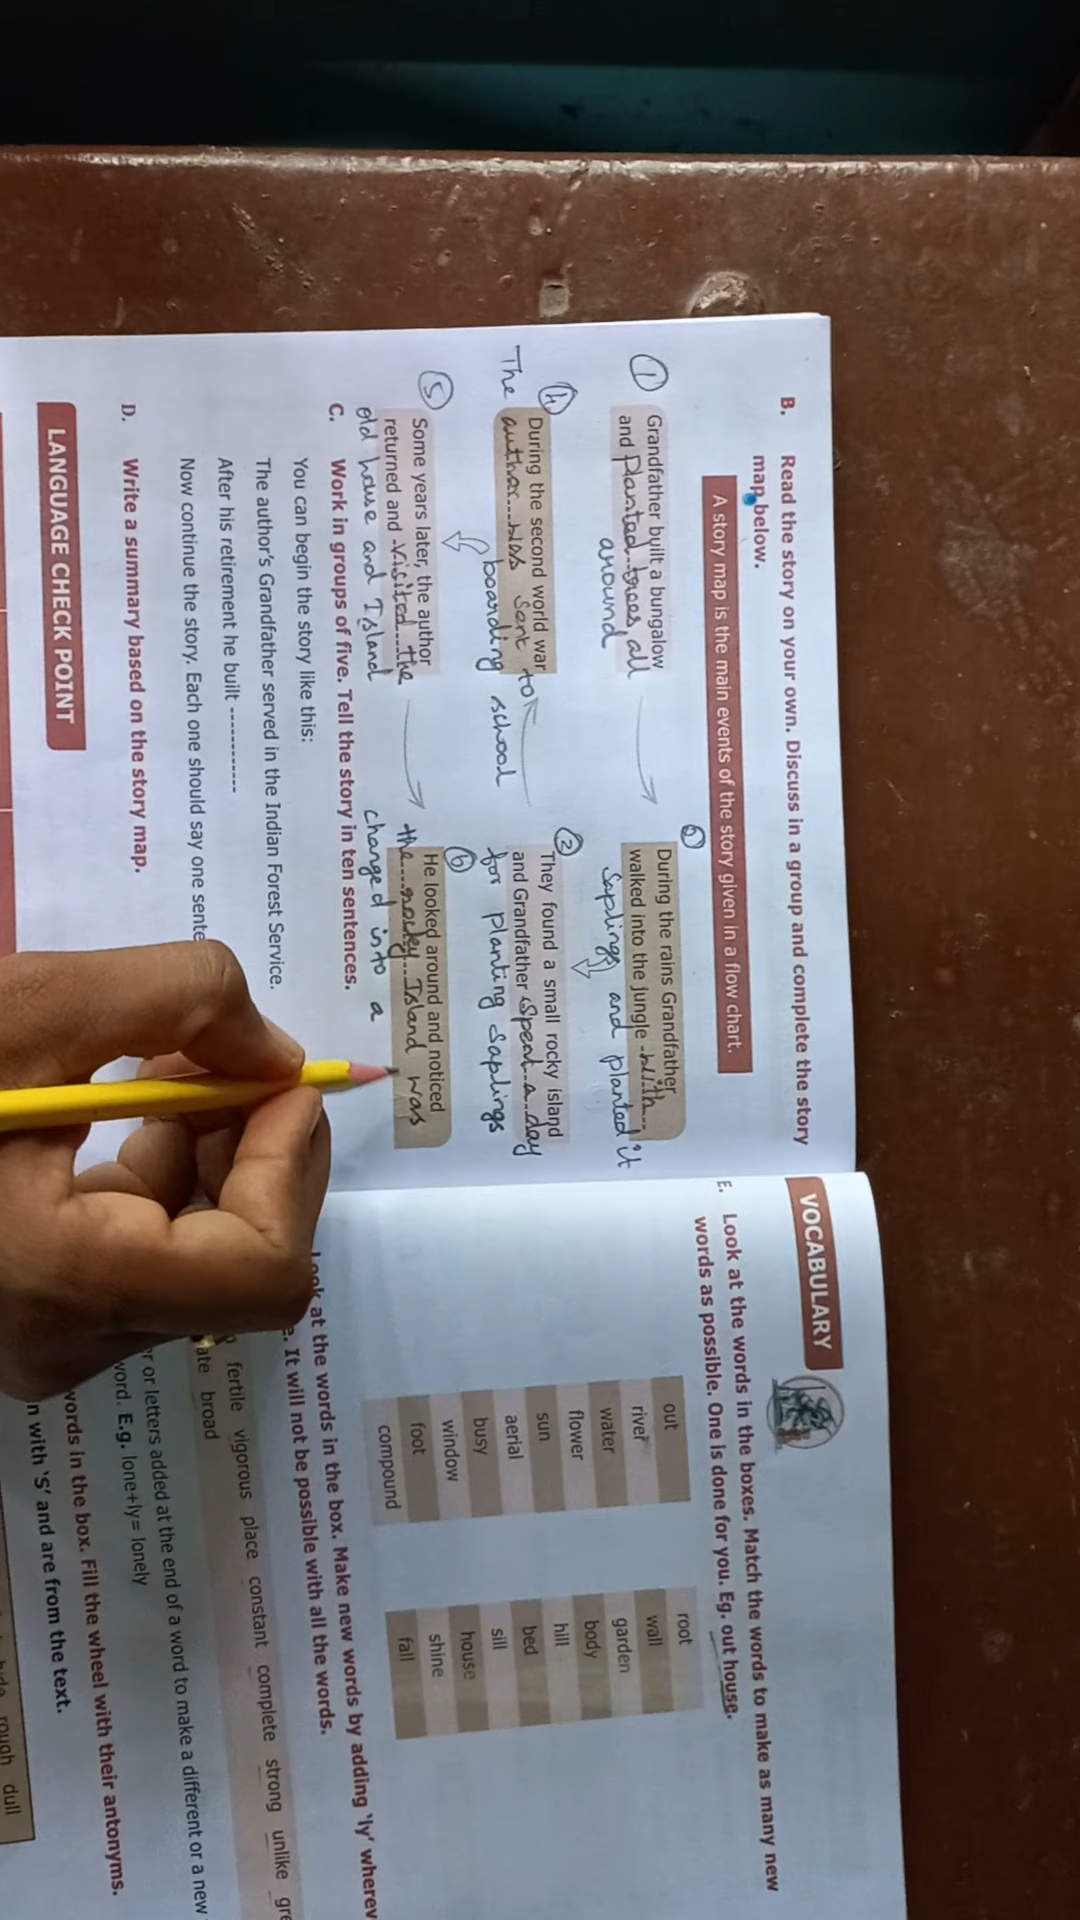 B. Read the story on your own. Discuss in a group and complete the story
map below.
A story map is the main events of the story given in a flow chart.
①
Grandfather built a bungalow
and planted trees all
around
②
During the rains Grandfather
walked into the jungle with
Saplings and planted it
③
They found a small rocky island
and Grandfather spent a day
for planting saplings
④
During the second world war
The author was sent to
boarding school
⑤
Some years later, the author
returned and visited the
old house and Island
⑥
He looked around and noticed
the rocky Island was
changed into a
C. Work in groups of five. Tell the story in ten sentences.
You can begin the story like this:
The author's Grandfather served in the Indian Forest Service.
After his retirement he built ------------
Now continue the story. Each one should say one sente
D. Write a summary based on the story map.
LANGUAGE CHECK POINT
VOCABULARY
E. Look at the words in the boxes. Match the words to make as many new
words as possible. One is done for you. Eg. out house.
out root
river wall
water garden
flower body
sun hill
aerial bed
busy sill
window house
foot shine
compound fall
at the words in the box. Make new words by adding 'ly' wherev
e. It will not be possible with all the words.
fertile vigorous place constant complete strong unlike gre
ate broad
er or letters added at the end of a word to make a different or a new
word. E.g. lone+ly= lonely
words in the box. Fill the wheel with their antonyms.
n with 'S' and are from the text.
rough dull